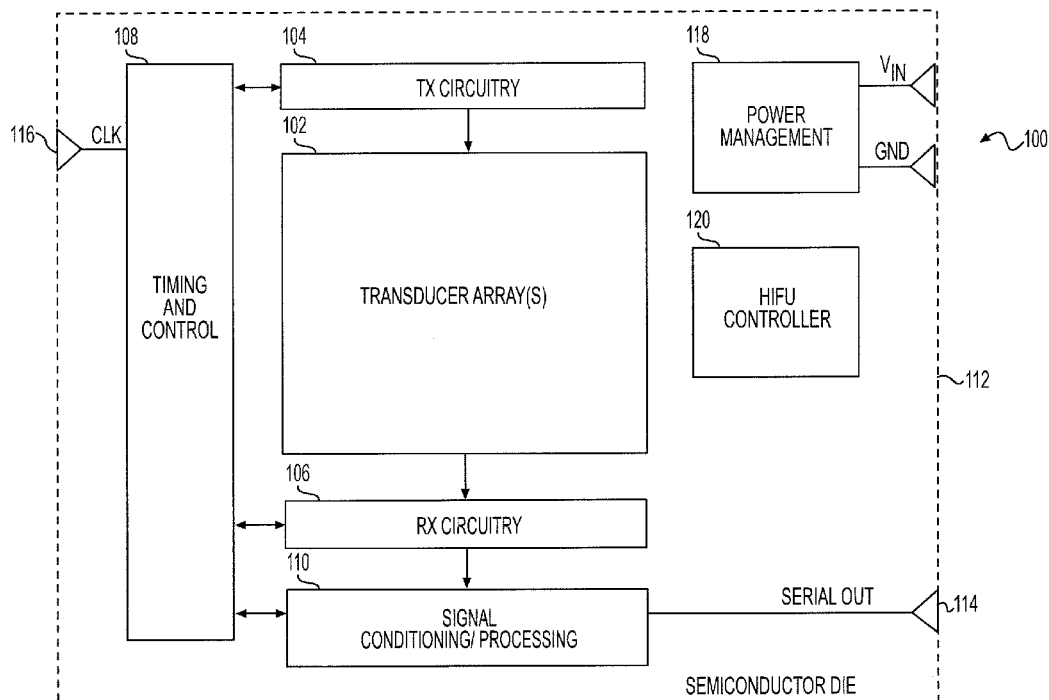 108
104
118
TX CIRCUITRY
V_IN
116
CLK
102
POWER
MANAGEMENT
100
GND
120
TIMING
AND
CONTROL
TRANSDUCER ARRAY(S)
HIFU
CONTROLLER
112
106
RX CIRCUITRY
110
SERIAL OUT
114
SIGNAL
CONDITIONING/ PROCESSING
SEMICONDUCTOR DIE